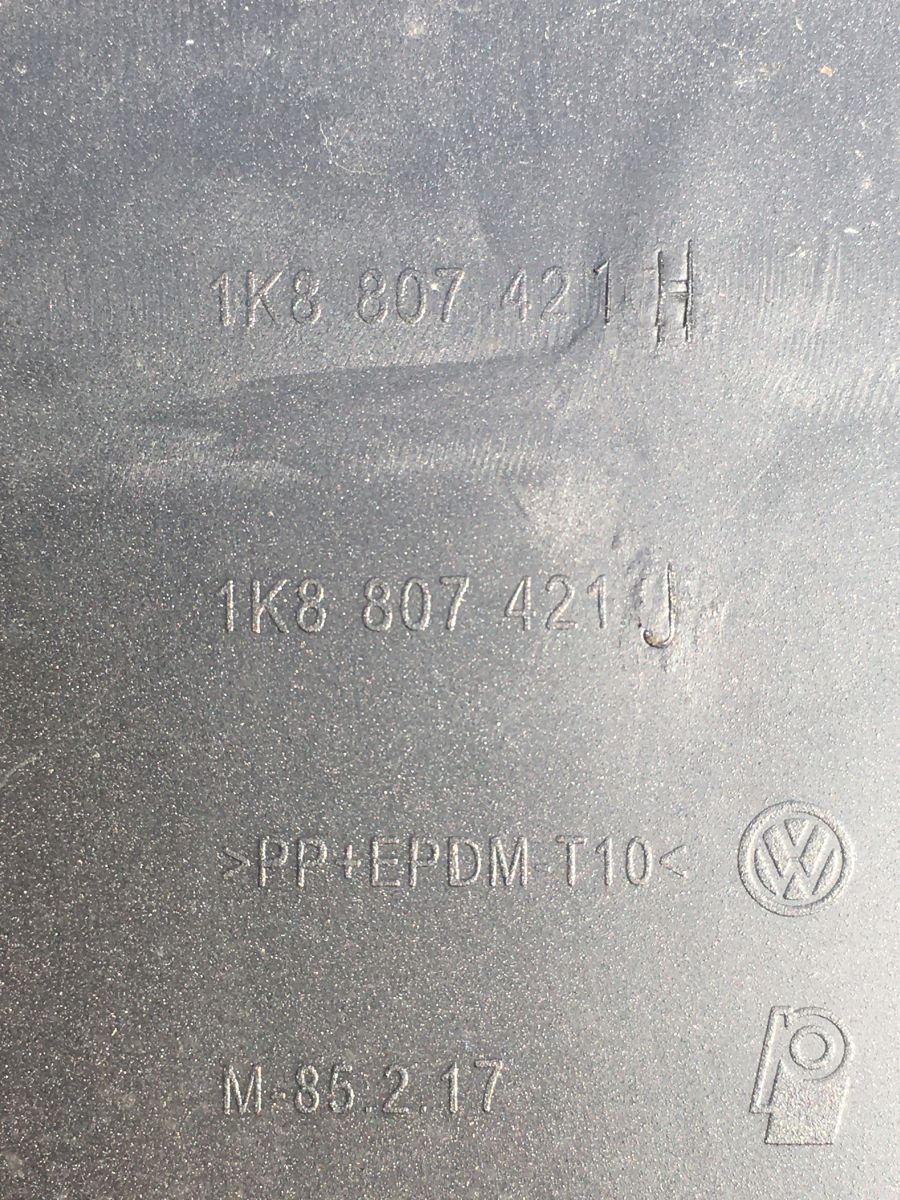 1K8 807 421 H
1K8 807 421 J
>PP+EPDM-T10<
M-85.2.17